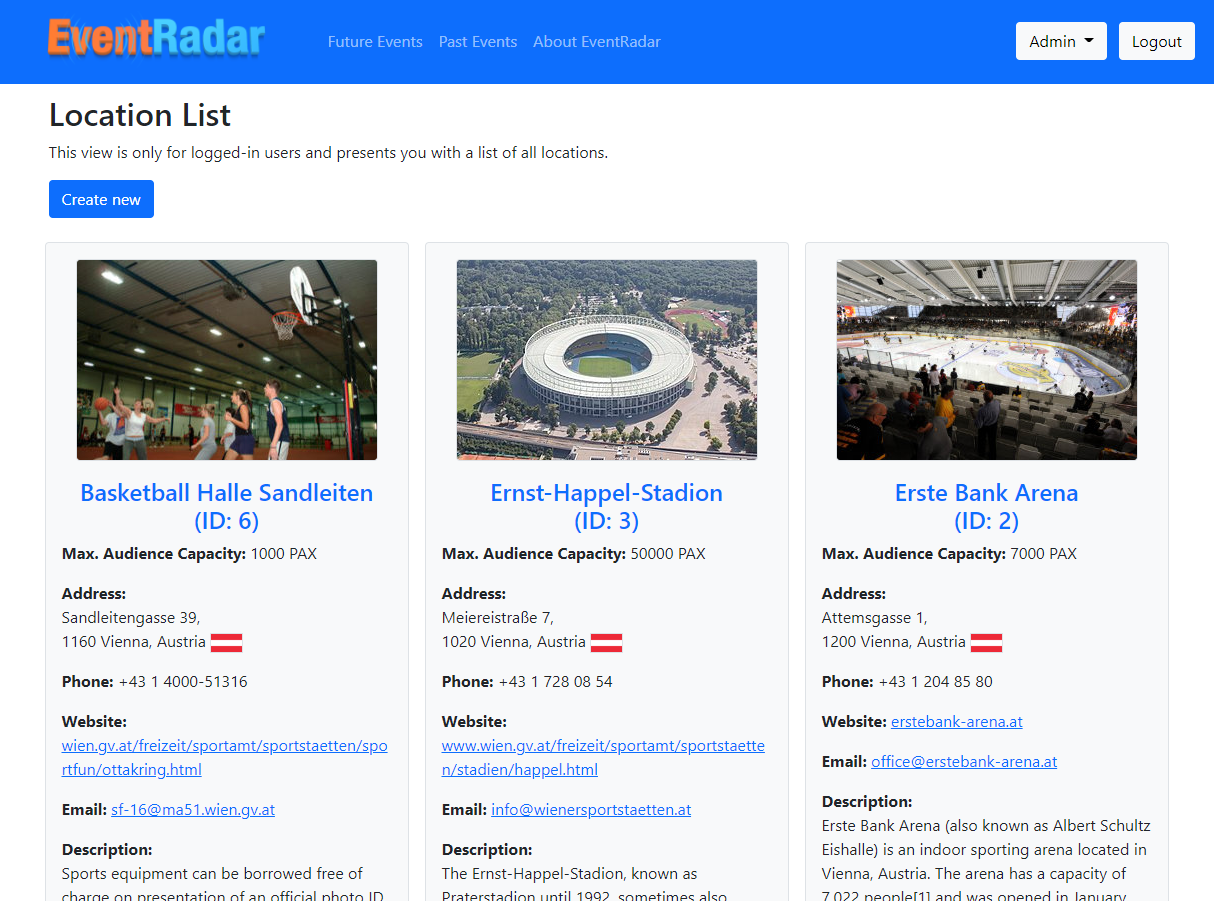 EventRadar
Future Events Past Events About EventRadar
Admin
Logout
Location List
This view is only for logged-in users and presents you with a list of all locations.
Create new
Basketball Halle Sandleiten
(ID: 6)
Max. Audience Capacity: 1000 PAX
Address:
Sandleitengasse 39,
1160 Vienna, Austria
Phone: +43 1 4000-51316
Website:
wien.gv.at/freizeit/sportamt/sportstaetten/spo
rtfun/ottakring.html
Email: sf-16@ma51.wien.gv.at
Description:
Sports equipment can be borrowed free of
charge on presentation of an official photo ID
Ernst-Happel-Stadion
(ID: 3)
Max. Audience Capacity: 50000 PAX
Address:
Meiereistraße 7,
1020 Vienna, Austria
Phone: +43 1 728 08 54
Website:
www.wien.gv.at/freizeit/sportamt/sportstaette
n/stadien/happel.html
Email: info@wienersportstaetten.at
Description:
The Ernst-Happel-Stadion, known as
Praterstadion until 1992, sometimes also
Erste Bank Arena
(ID: 2)
Max. Audience Capacity: 7000 PAX
Address:
Attemsgasse 1,
1200 Vienna, Austria
Phone: +43 1 204 85 80
Website: erstebank-arena.at
Email: office@erstebank-arena.at
Description:
Erste Bank Arena (also known as Albert Schultz
Eishalle) is an indoor sporting arena located in
Vienna, Austria. The arena has a capacity of
7,022 people[1] and was opened in January